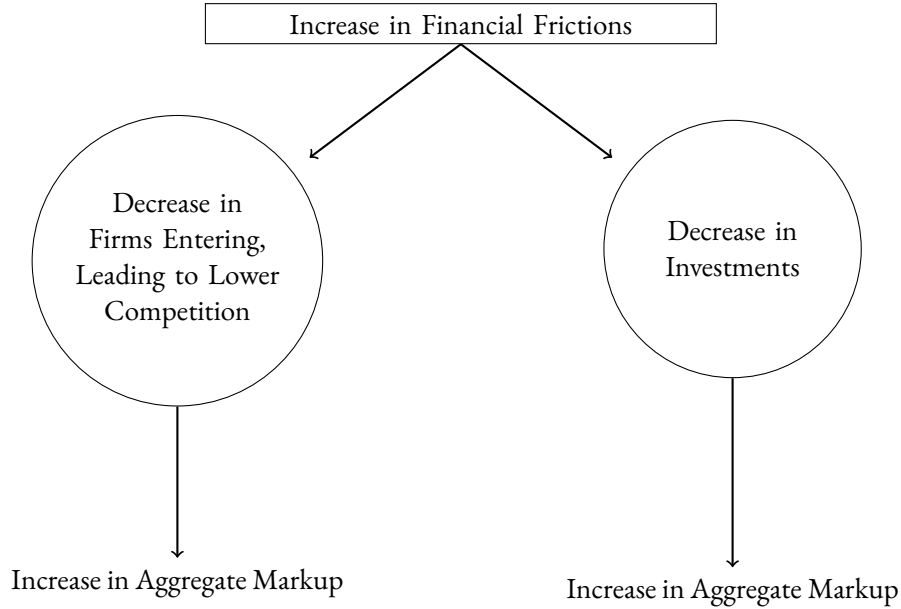 Increase in Financial Frictions
Decrease in
Firms Entering,
Leading to Lower
Competition
Decrease in
Investments
Increase in Aggregate Markup
Increase in Aggregate Markup